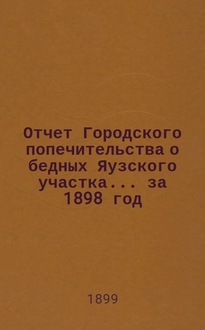 Отчет Городского
попечительства о
бедных Яузского
участка... за
1898 год
1899